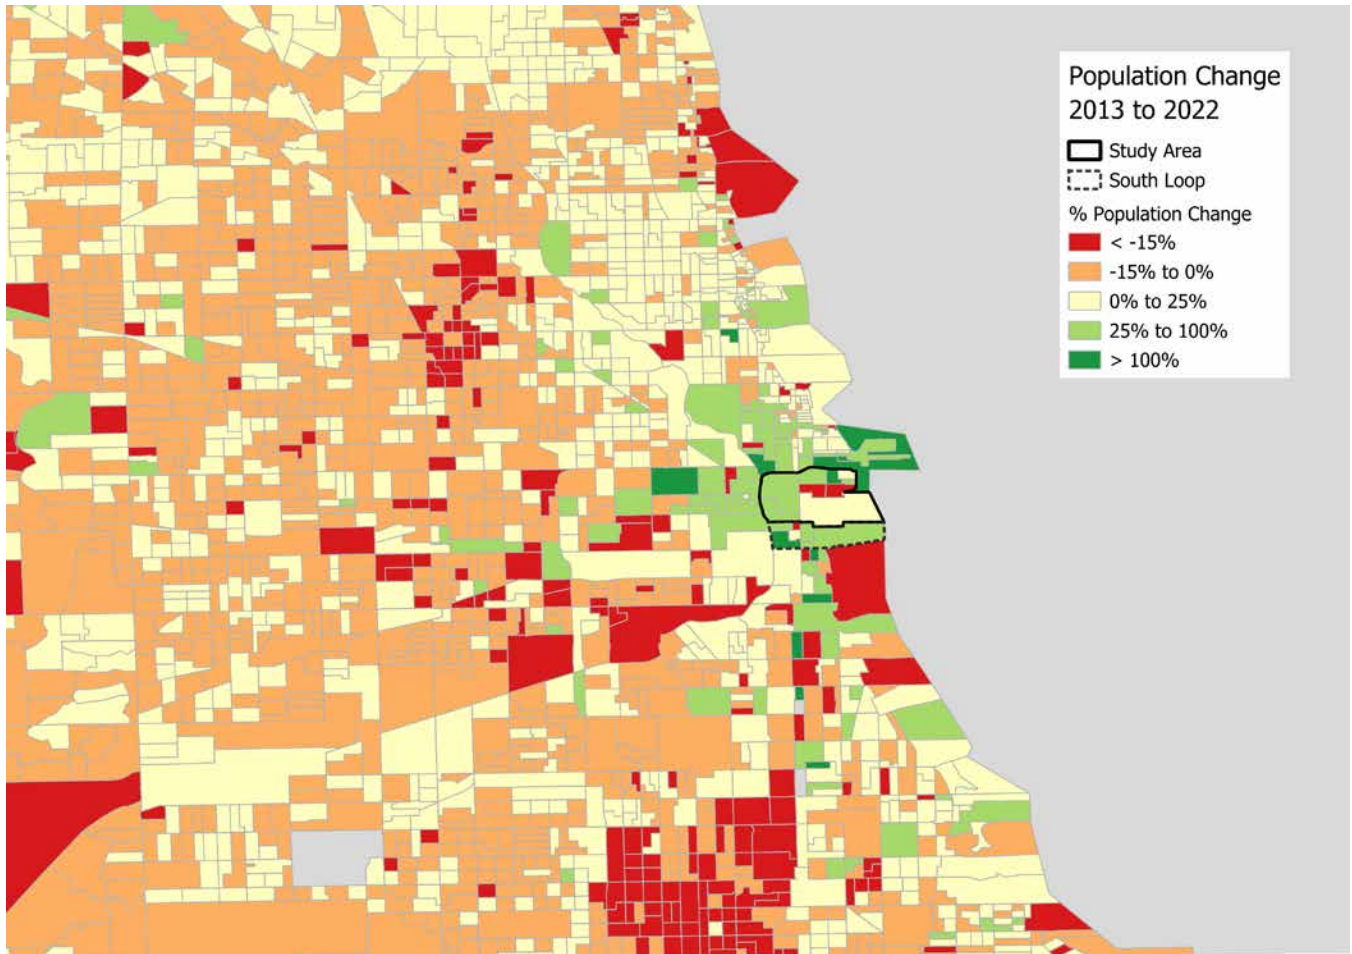 Population Change
2013 to 2022
Study Area
South Loop
% Population Change
< -15%
-15% to 0%
0% to 25%
25% to 100%
> 100%